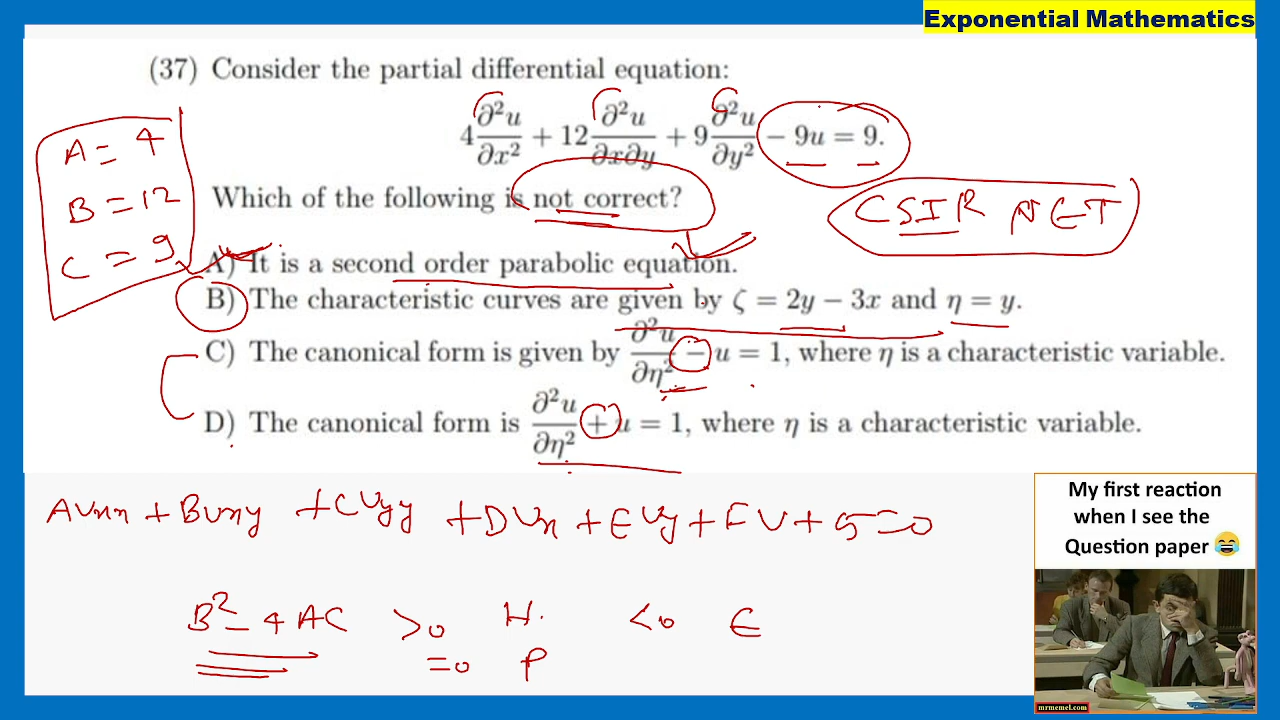 Exponential Mathematics
(37) Consider the partial differential equation:
4 ∂²u/∂x² + 12 ∂²u/∂x∂y + 9 ∂²u/∂y² − 9u = 9.
A = 4
B = 12
C = 9
Which of the following is not correct?
CSIR NET
A) It is a second order parabolic equation.
B) The characteristic curves are given by ζ = 2y − 3x and η = y.
C) The canonical form is given by ∂²u/∂η² − u = 1, where η is a characteristic variable.
D) The canonical form is ∂²u/∂η² + u = 1, where η is a characteristic variable.
AUxx + BUxy + CUyy + DUx + EUy + FU + G = 0
B² − 4AC >0 H. <0 E
=0 P
My first reaction
when I see the
Question paper 😂
mrmemel.com